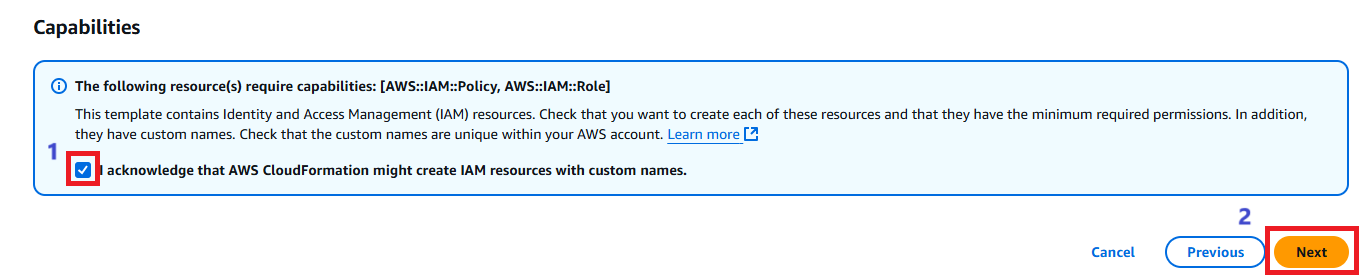 Capabilities
The following resource(s) require capabilities: [AWS::IAM::Policy, AWS::IAM::Role]
This template contains Identity and Access Management (IAM) resources. Check that you want to create each of these resources and that they have the minimum required permissions. In addition,
they have custom names. Check that the custom names are unique within your AWS account. Learn more
1
I acknowledge that AWS CloudFormation might create IAM resources with custom names.
2
Cancel Previous Next